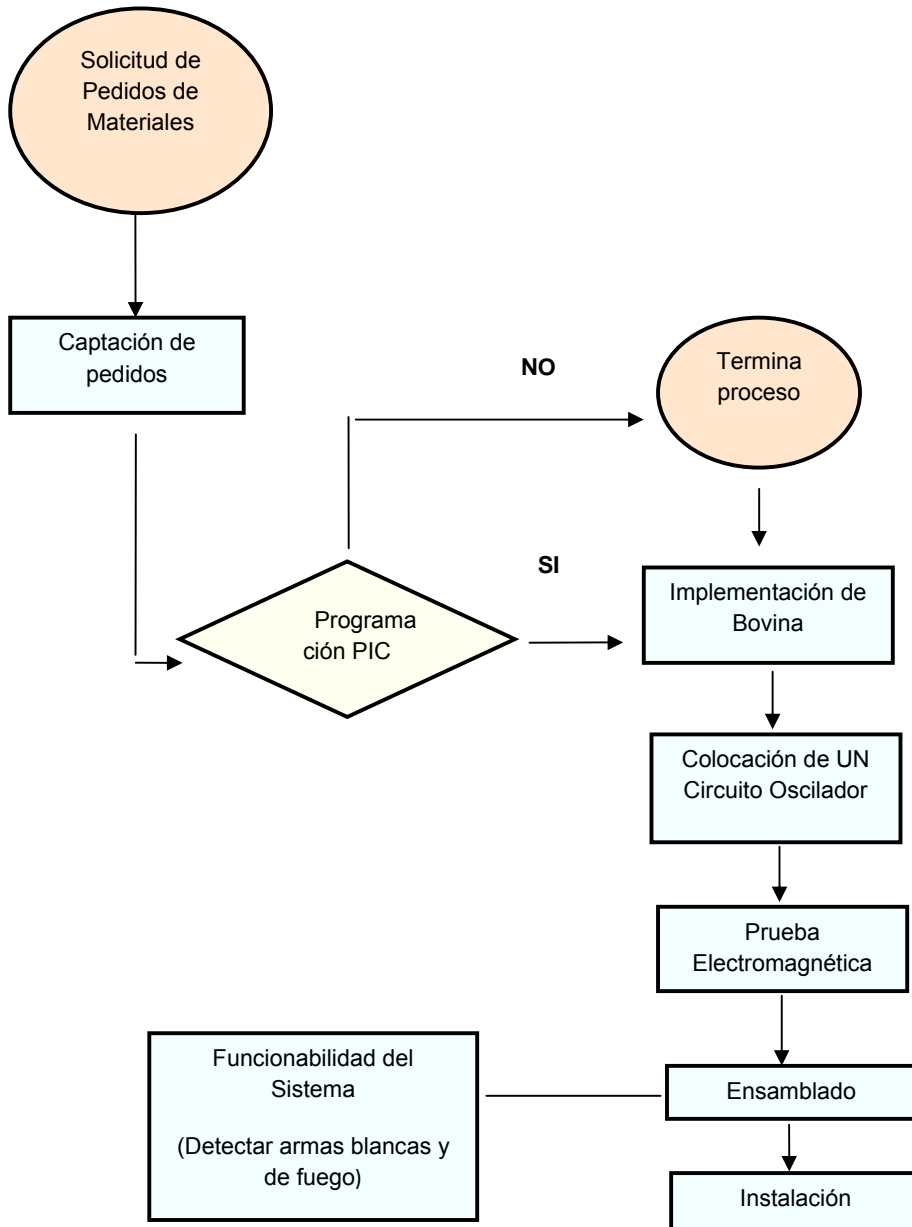 Solicitud de
Pedidos de
Materiales
Captación de
pedidos
NO
Termina
proceso
SI
Programa
ción PIC
Implementación de
Bovina
Colocación de UN
Circuito Oscilador
Prueba
Electromagnética
Funcionabilidad del
Sistema
(Detectar armas blancas y
de fuego)
Ensamblado
Instalación